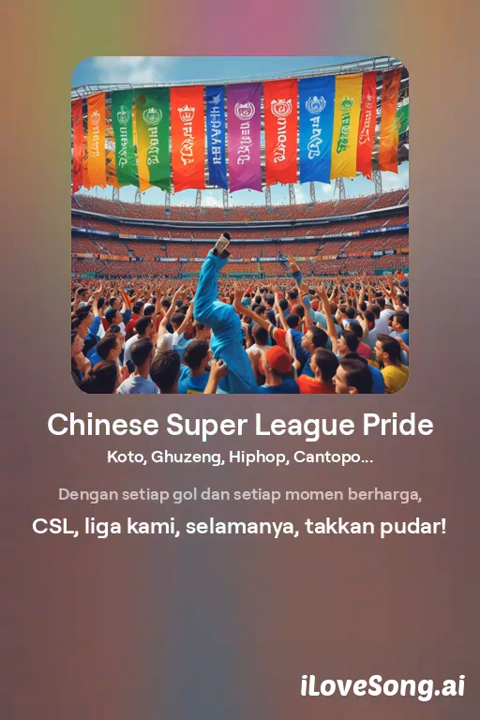 Chinese Super League Pride
Koto, Ghuzeng, Hiphop, Cantopo...
Dengan setiap gol dan setiap momen berharga,
CSL, liga kami, selamanya, takkan pudar!
iLoveSong.ai